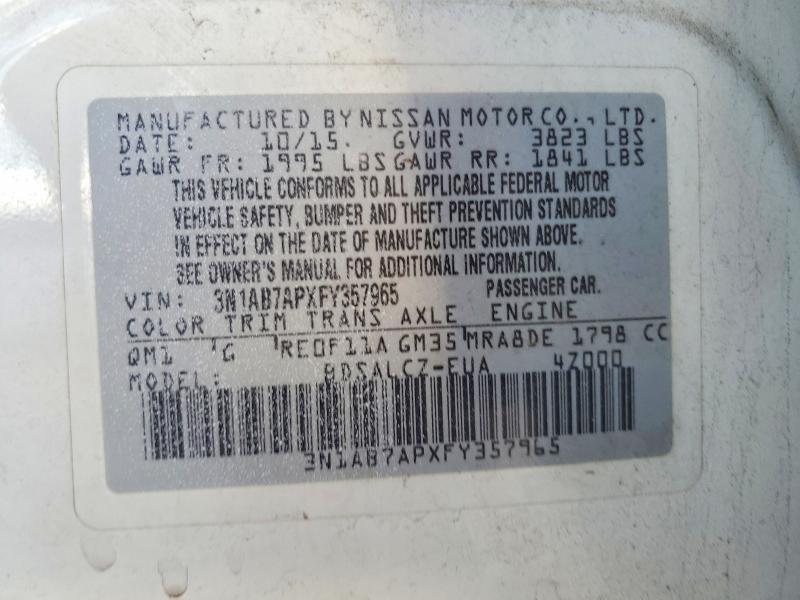 MANUFACTURED BY NISSAN MOTOR CO., LTD.
DATE: 10/15. GVWR: 3823 LBS
GAWR FR: 1995 LBS GAWR RR: 1841 LBS
THIS VEHICLE CONFORMS TO ALL APPLICABLE FEDERAL MOTOR
VEHICLE SAFETY, BUMPER AND THEFT PREVENTION STANDARDS
IN EFFECT ON THE DATE OF MANUFACTURE SHOWN ABOVE.
SEE OWNER'S MANUAL FOR ADDITIONAL INFORMATION.
VIN: 3N1AB7APXFY357965 PASSENGER CAR.
COLOR TRIM TRANS AXLE ENGINE
QM1 'G 'RE0F11A GM35 'MRA8DE 1798 CC
MODEL: BDSALCZ-EUA 4Z000
3N1AB7APXFY357965